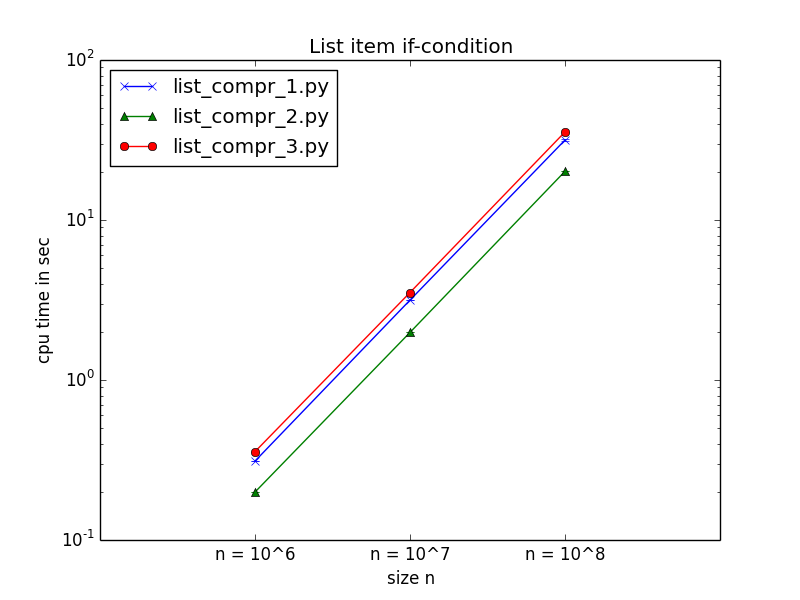 List item if-condition
10^2
list_compr_1.py
list_compr_2.py
list_compr_3.py
10^1
cpu time in sec
10^0
10^-1
n = 10^6 n = 10^7 n = 10^8
size n